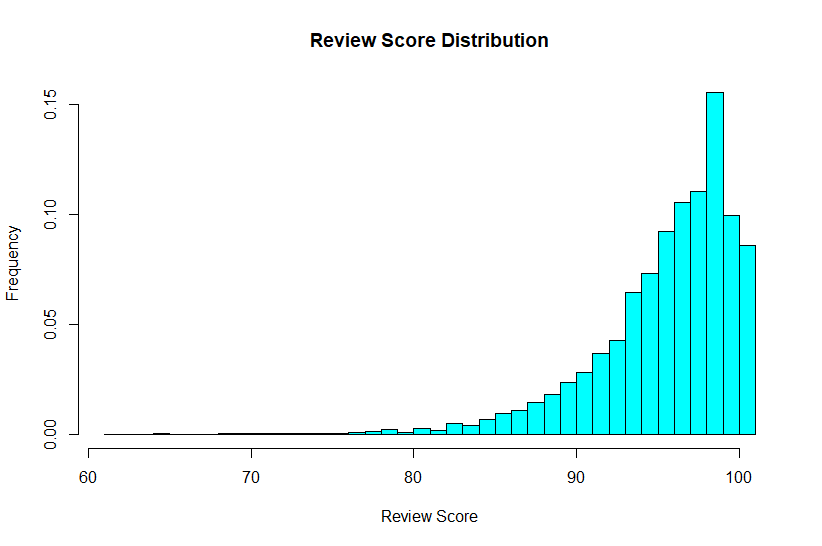 Review Score Distribution
0.15
0.10
0.05
0.00
Frequency
60 70 80 90 100
Review Score